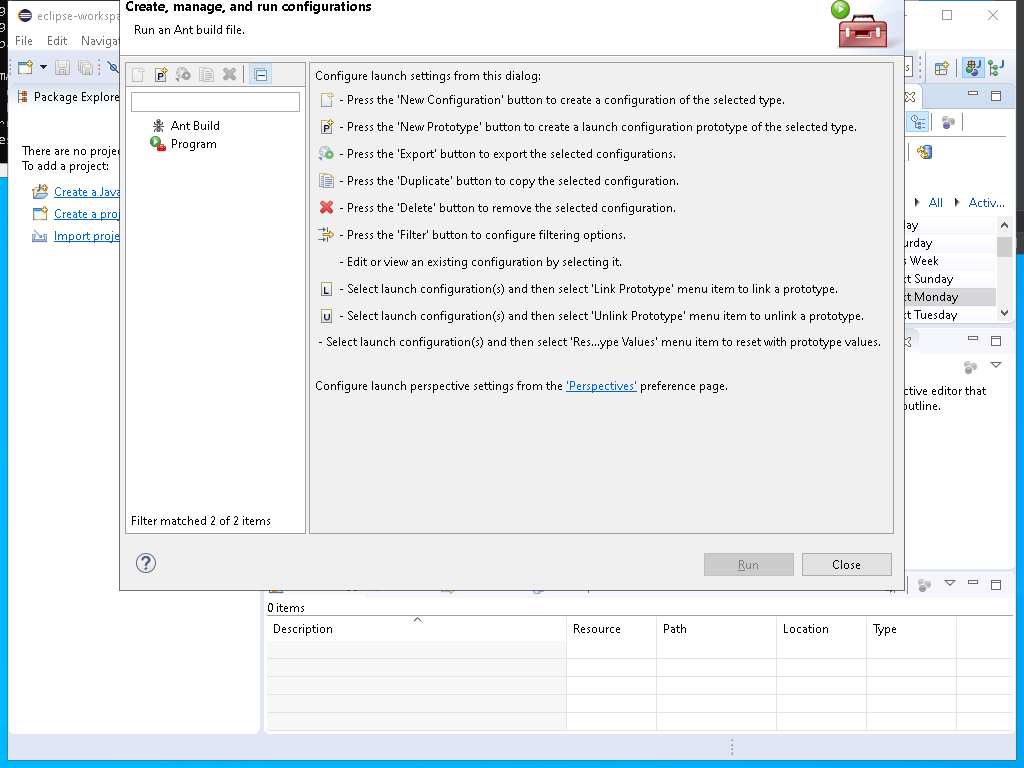 Create, manage, and run configurations
Run an Ant build file.
eclipse-workspa
File Edit Naviga
Package Explore
There are no projec
To add a project:
Create a Java
Create a proj
Import proje
Ant Build
Program
Filter matched 2 of 2 items
Configure launch settings from this dialog:
- Press the 'New Configuration' button to create a configuration of the selected type.
- Press the 'New Prototype' button to create a launch configuration prototype of the selected type.
- Press the 'Export' button to export the selected configurations.
- Press the 'Duplicate' button to copy the selected configuration.
- Press the 'Delete' button to remove the selected configuration.
- Press the 'Filter' button to configure filtering options.
- Edit or view an existing configuration by selecting it.
- Select launch configuration(s) and then select 'Link Prototype' menu item to link a prototype.
- Select launch configuration(s) and then select 'Unlink Prototype' menu item to unlink a prototype.
- Select launch configuration(s) and then select 'Res...ype Values' menu item to reset with prototype values.
Configure launch perspective settings from the 'Perspectives' preference page.
Run Close
All Activ...
ay
urday
s Week
t Sunday
t Monday
t Tuesday
ctive editor that
outline.
0 items
Description Resource Path Location Type